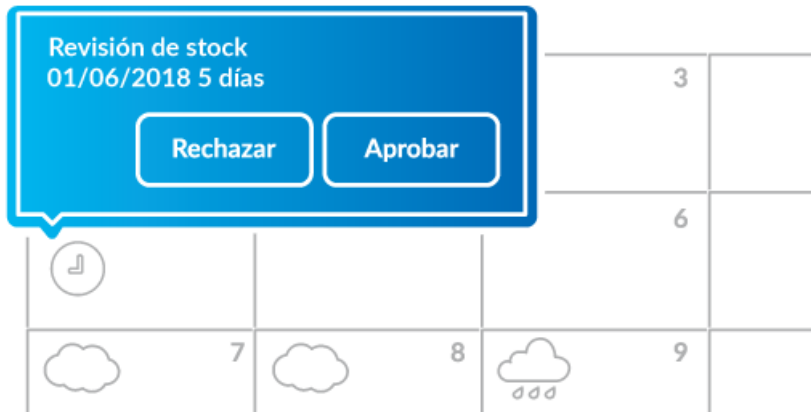 Revisión de stock
01/06/2018 5 días
Rechazar Aprobar
3
6
7 8 9